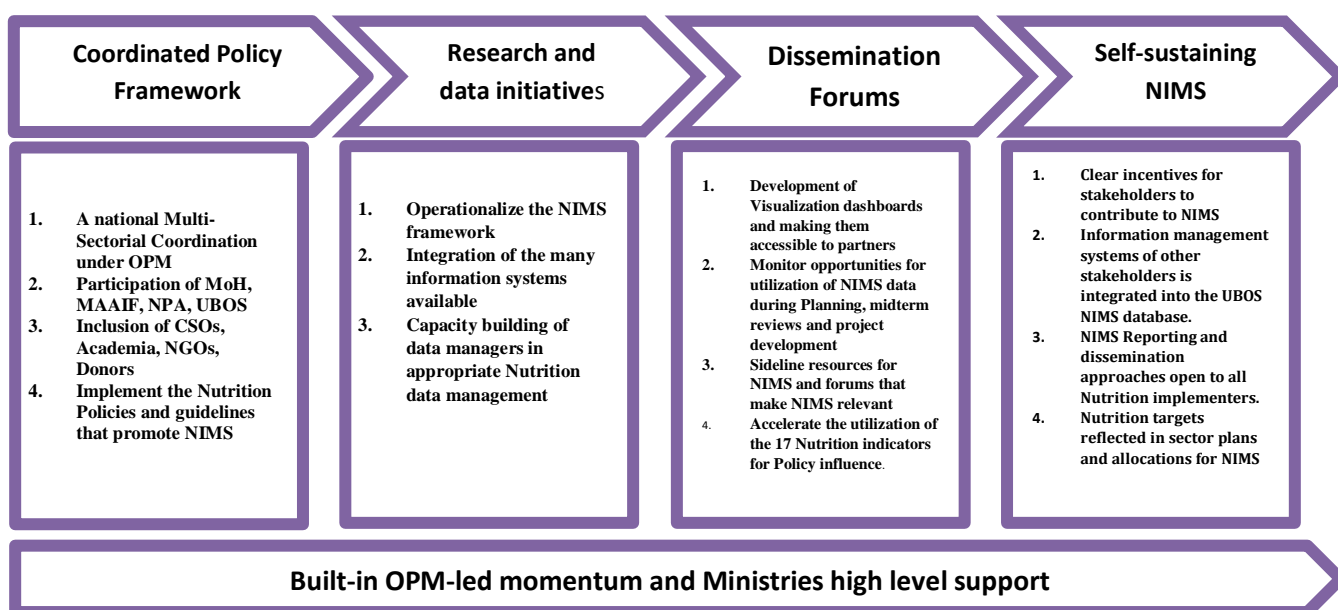 Coordinated Policy
Framework
Research and
data initiatives
Dissemination
Forums
Self-sustaining
NIMS
1. A national Multi-
Sectorial Coordination
under OPM
2. Participation of MoH,
MAAIF, NPA, UBOS
3. Inclusion of CSOs,
Academia, NGOs,
Donors
4. Implement the Nutrition
Policies and guidelines
that promote NIMS
1. Operationalize the NIMS
framework
2. Integration of the many
information systems
available
3. Capacity building of
data managers in
appropriate Nutrition
data management
1. Development of
Visualization dashboards
and making them
accessible to partners
2. Monitor opportunities for
utilization of NIMS data
during Planning, midterm
reviews and project
development
3. Sideline resources for
NIMS and forums that
make NIMS relevant
4. Accelerate the utilization of
the 17 Nutrition indicators
for Policy influence.
1. Clear incentives for
stakeholders to
contribute to NIMS
2. Information management
systems of other
stakeholders is
integrated into the UBOS
NIMS database.
3. NIMS Reporting and
dissemination
approaches open to all
Nutrition implementers.
4. Nutrition targets
reflected in sector plans
and allocations for NIMS
Built-in OPM-led momentum and Ministries high level support